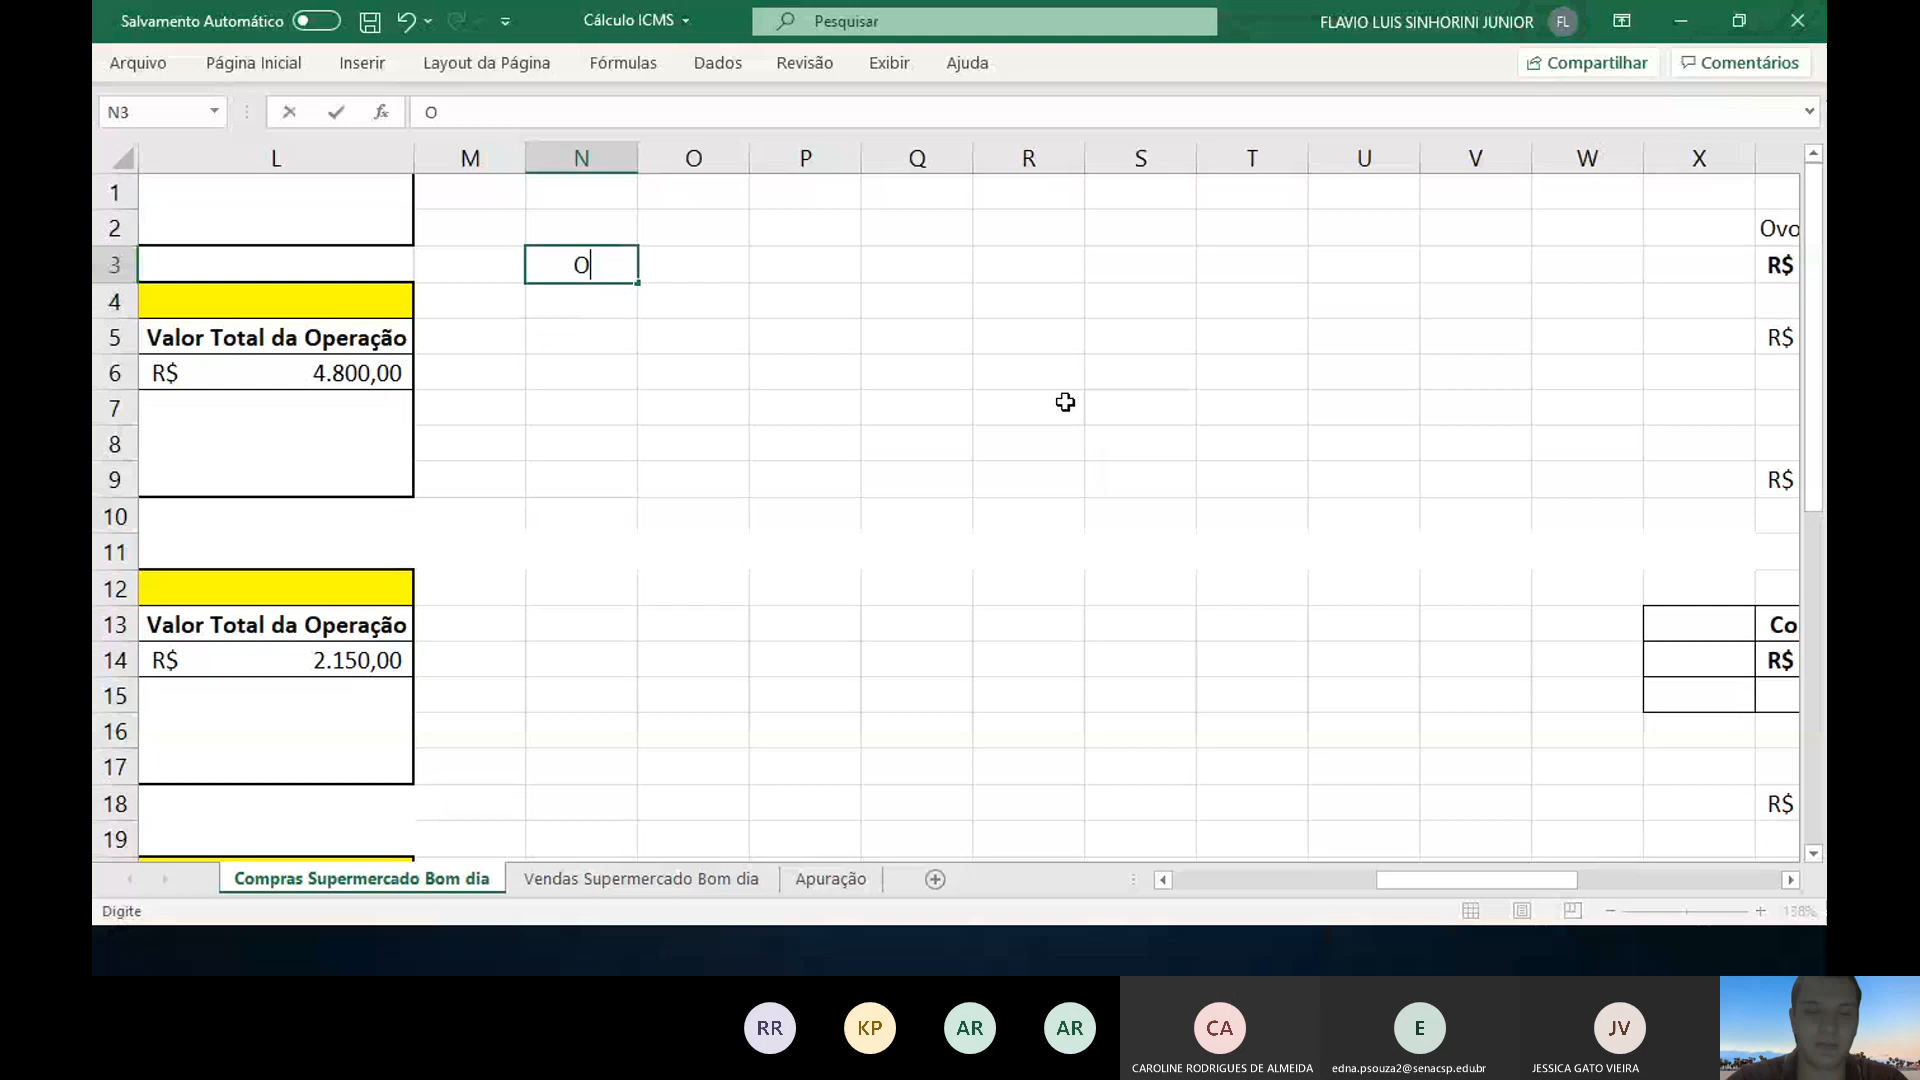 Salvamento Automático
Cálculo ICMS
Pesquisar
FLAVIO LUIS SINHORINI JUNIOR
FL
Arquivo
Página Inicial
Inserir
Layout da Página
Fórmulas
Dados
Revisão
Exibir
Ajuda
Compartilhar
Comentários
N3
fx
O
L M N O P Q R S T U V W X
1
2 Ovo
3 O R$
4
5 Valor Total da Operação R$
6 R$ 4.800,00
7
8
9 R$
10
11
12
13 Valor Total da Operação Co
14 R$ 2.150,00 R$
15
16
17
18 R$
19
Compras Supermercado Bom dia
Vendas Supermercado Bom dia
Apuração
Digite
138%
RR
KP
AR
AR
CA
E
JV
CAROLINE RODRIGUES DE ALMEIDA
edna.psouza2@senacsp.edu.br
JESSICA GATO VIEIRA